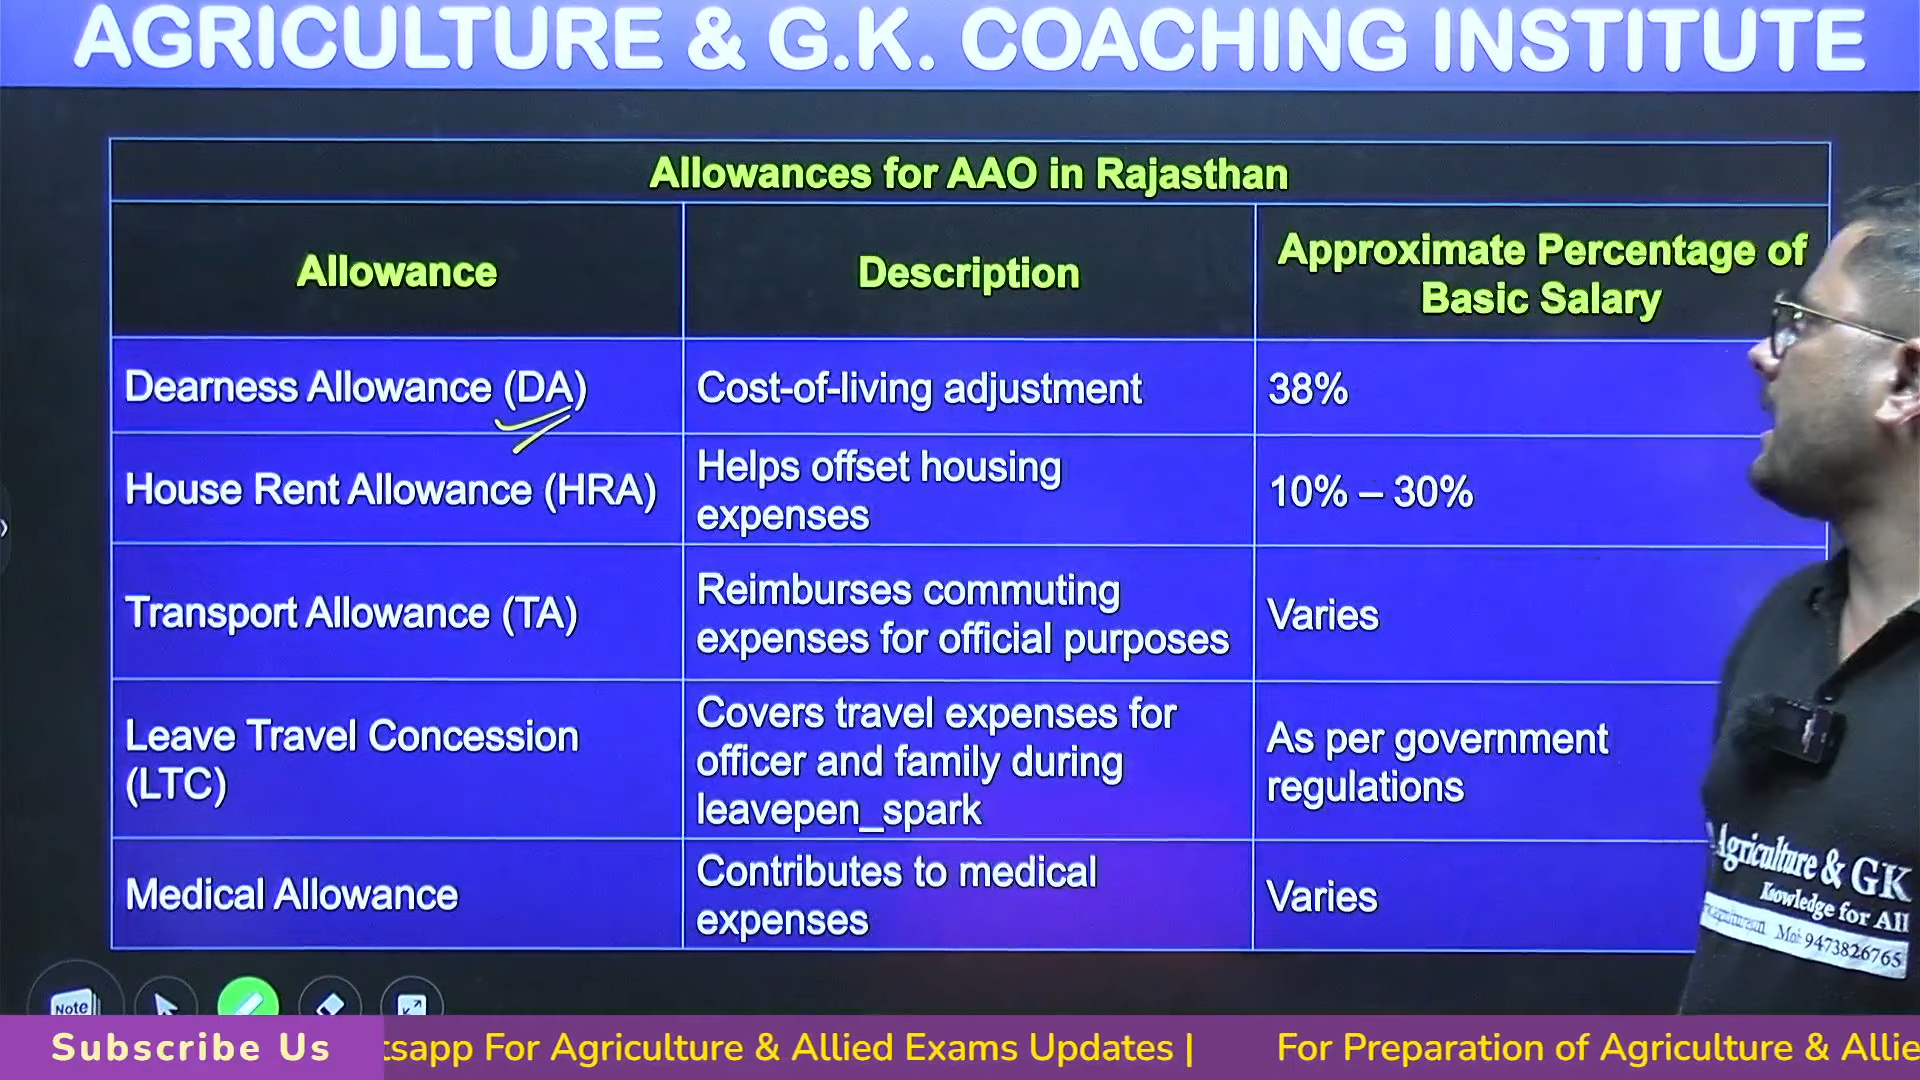 AGRICULTURE & G.K. COACHING INSTITUTE
Allowances for AAO in Rajasthan
Allowance
Description
Approximate Percentage of
Basic Salary
Dearness Allowance (DA)
Cost-of-living adjustment
38%
House Rent Allowance (HRA)
Helps offset housing
expenses
10% – 30%
Transport Allowance (TA)
Reimburses commuting
expenses for official purposes
Varies
Leave Travel Concession
(LTC)
Covers travel expenses for
officer and family during
leavepen_spark
As per government
regulations
Medical Allowance
Contributes to medical
expenses
Varies
Agriculture & GK
Knowledge for All
Mo: 9473826765
Note
Subscribe Us
tsapp For Agriculture & Allied Exams Updates |
For Preparation of Agriculture & Allie